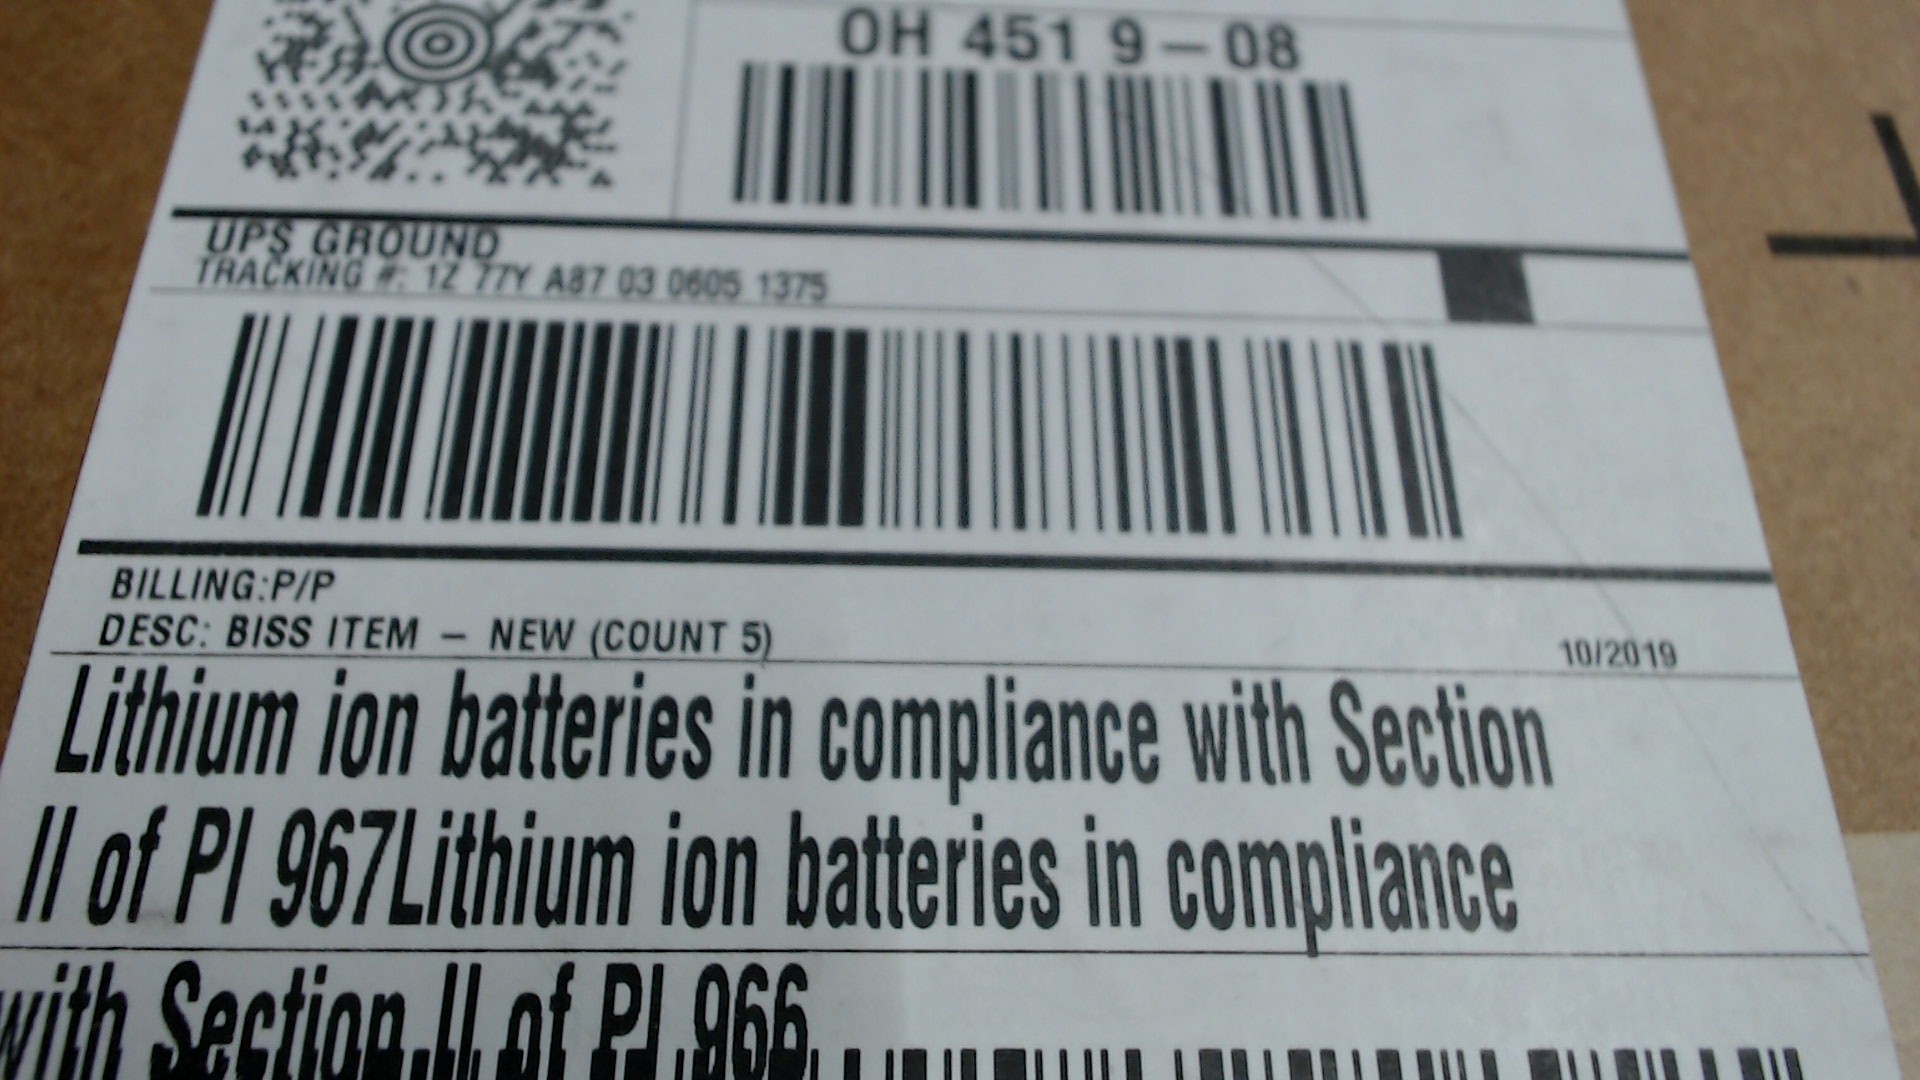 OH 451 9-08
UPS GROUND
TRACKING #: 1Z 77Y A87 03 0605 1375
BILLING:P/P
DESC: BISS ITEM - NEW (COUNT 5)
10/2019
Lithium ion batteries in compliance with Section
II of PI 967Lithium ion batteries in compliance
with Section II of PI 966